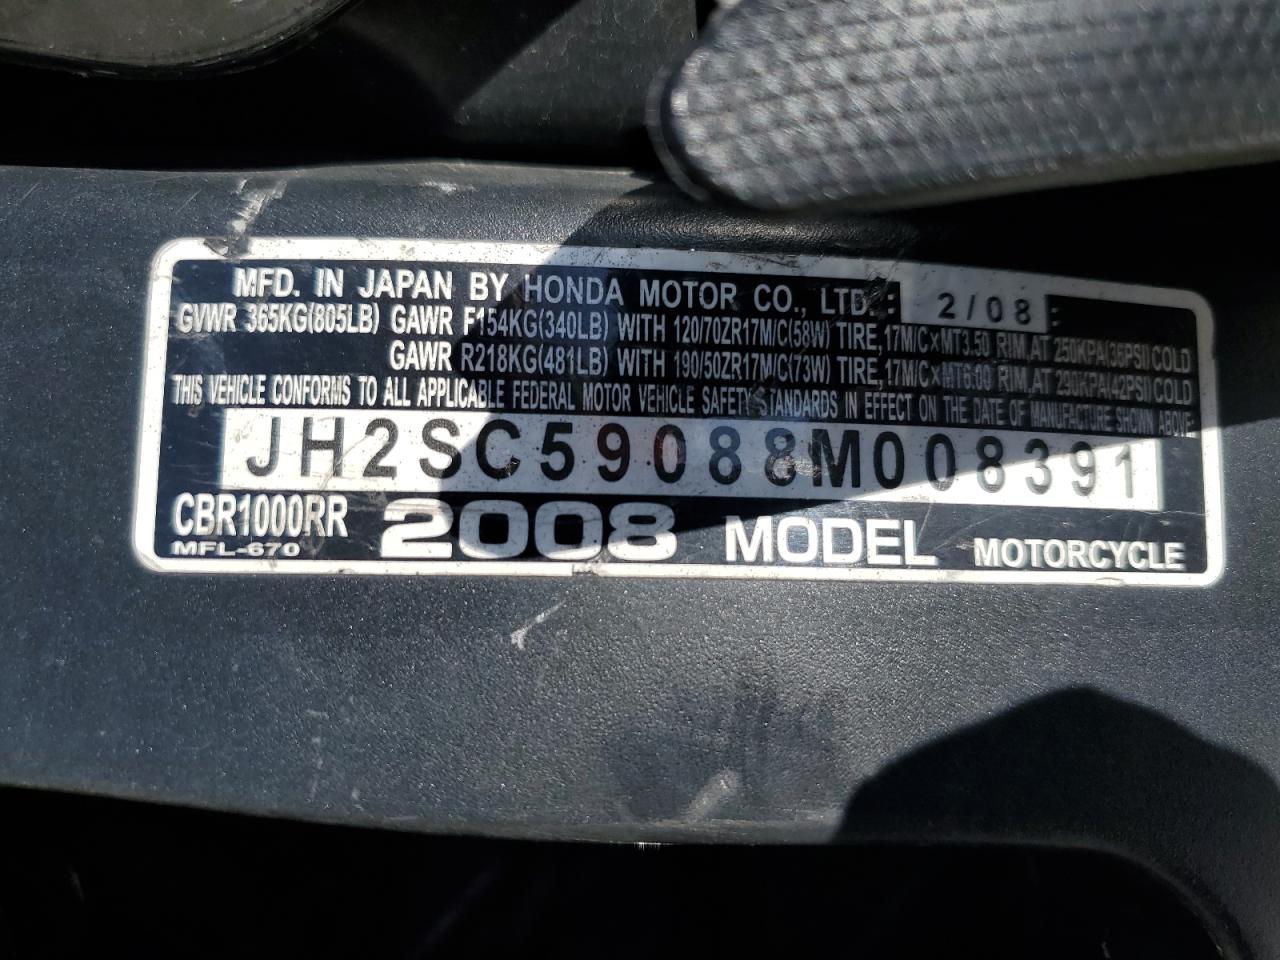 MFD. IN JAPAN BY HONDA MOTOR CO., LTD.: 2/08:
GVWR 365KG(805LB) GAWR F154KG(340LB) WITH 120/70ZR17M/C(58W) TIRE,17M/C×MT3.50 RIM,AT 250KPA(36PSI)COLD
GAWR R218KG(481LB) WITH 190/50ZR17M/C(73W) TIRE,17M/C×MT6.00 RIM,AT 290KPA(42PSI)COLD
THIS VEHICLE CONFORMS TO ALL APPLICABLE FEDERAL MOTOR VEHICLE SAFETY STANDARDS IN EFFECT ON THE DATE OF MANUFACTURE SHOWN ABOVE.
JH2SC59088M008391
CBR1000RR 2008 MODEL MOTORCYCLE
MFL-670